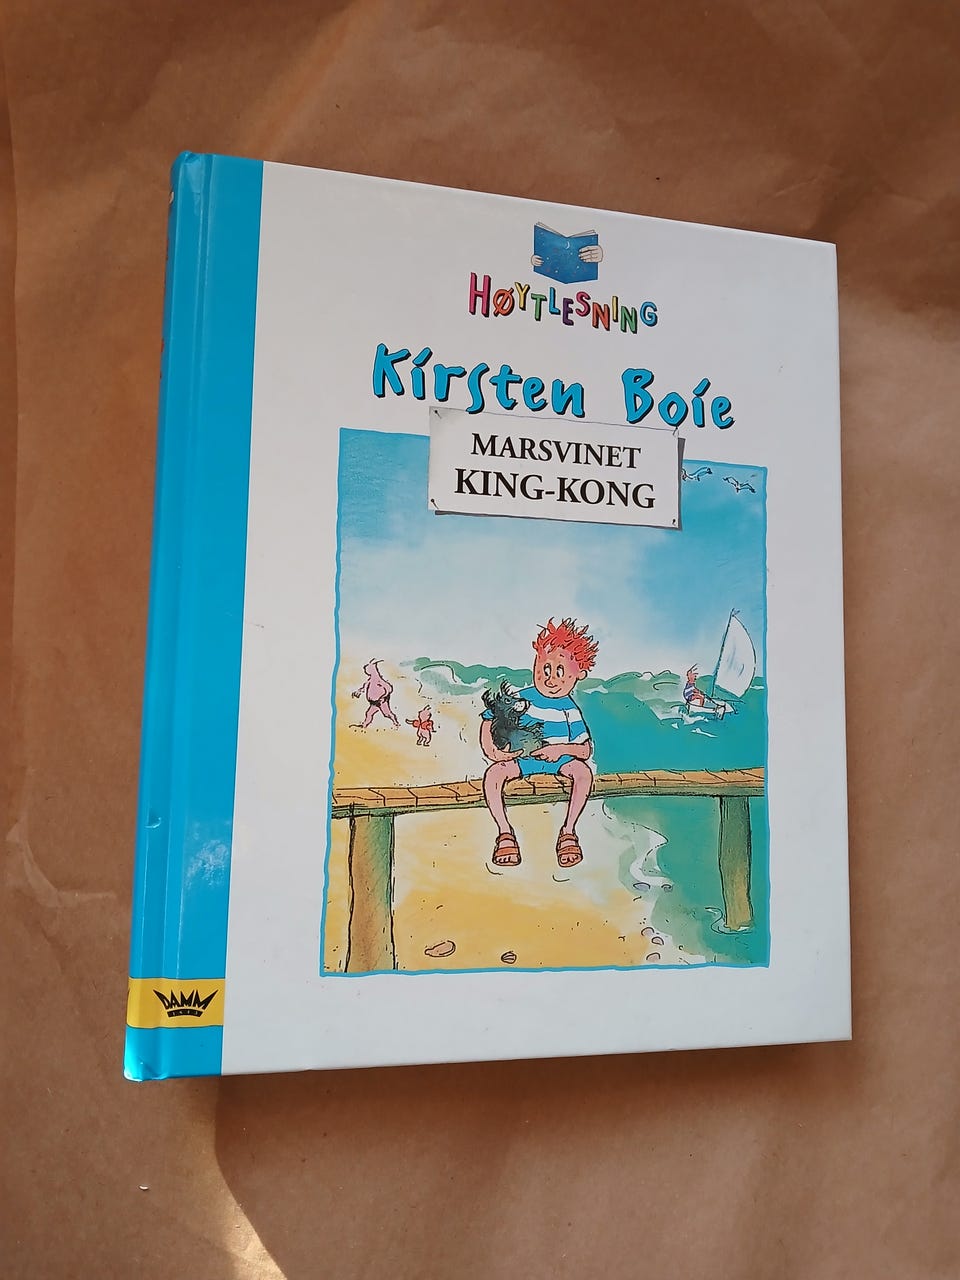 HØYTLESNING
Kirsten Boie
MARSVINET
KING-KONG
DAMM